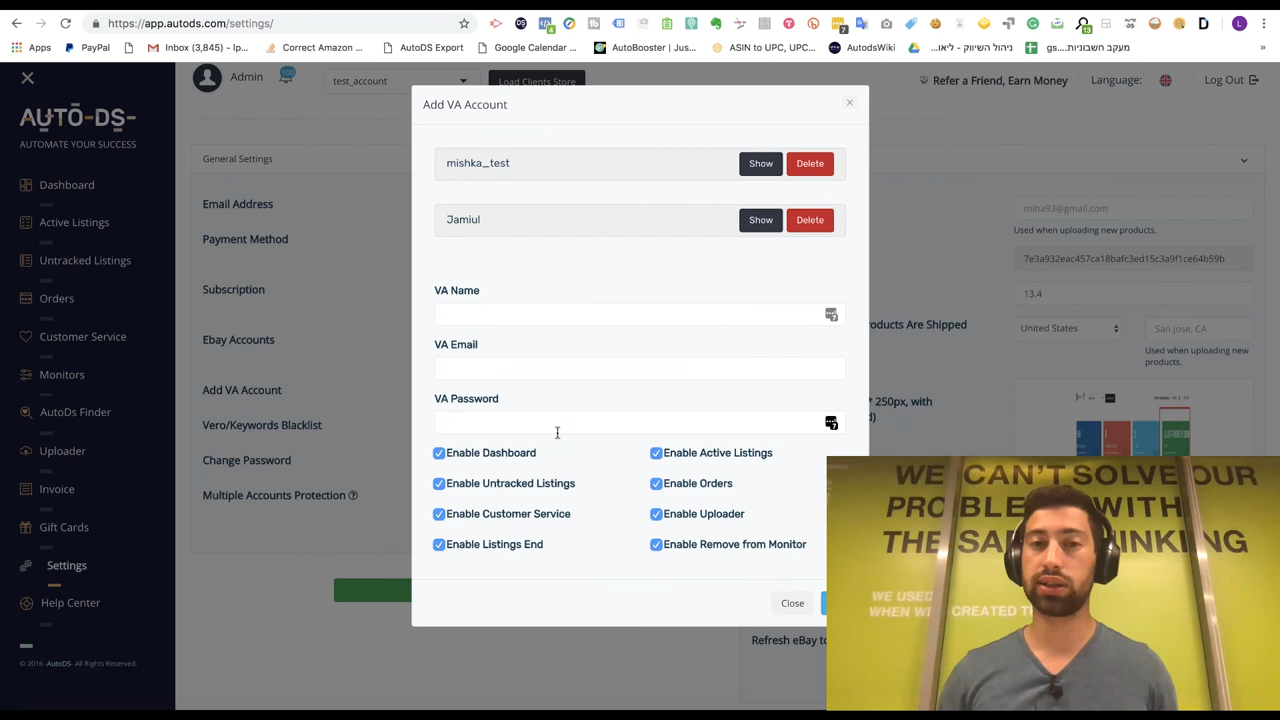 https://app.autods.com/settings/
4
7
13
L
Apps
PayPal
Inbox (3,845) - lp...
Correct Amazon ...
AutoDS Export
Google Calendar ...
AutoBooster | Jus...
ASIN to UPC, UPC...
AutodsWiki
ניהול השיווק - ליאו...
gs....מעקב חשבוניות
»
Admin
100
test_account
Load Clients Store
Refer a Friend, Earn Money
Language:
Log Out
AUTO-DS-
AUTOMATE YOUR SUCCESS
Dashboard
Active Listings
Untracked Listings
Orders
Customer Service
Monitors
AutoDs Finder
Uploader
Invoice
Gift Cards
Settings
Help Center
© 2016 -AutoDS- All Rights Reserved.
General Settings
Email Address
Payment Method
Subscription
Ebay Accounts
Add VA Account
Vero/Keywords Blacklist
Change Password
Multiple Accounts Protection
Add VA Account
×
mishka_test
Show
Delete
Jamiul
Show
Delete
VA Name
VA Email
VA Password
Enable Dashboard
Enable Active Listings
Enable Untracked Listings
Enable Orders
Enable Customer Service
Enable Uploader
Enable Listings End
Enable Remove from Monitor
Close
miha93@gmail.com
Used when uploading new products.
7e3a932eac457ca18bafc3ed15c3a9f1ce64b59b
13.4
oducts Are Shipped
United States
San Jose, CA
Used when uploading new
products.
* 250px, with
d)
Refresh eBay to
WE CAN'T SOLVE OUR
PROBLEMS WITH
THE SA THINKING
WE USED
WHEN WE CREATED TH